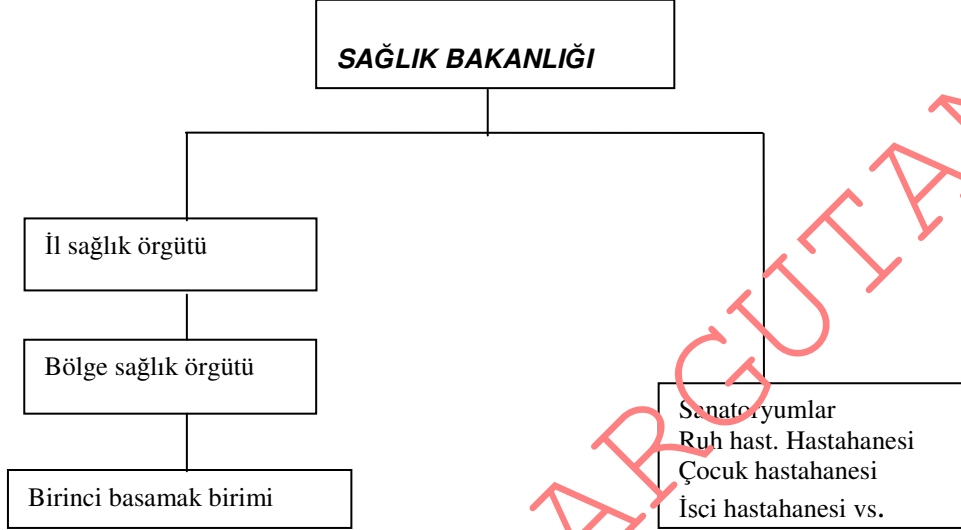 SAĞLIK BAKANLIĞI
İl sağlık örgütü
Bölge sağlık örgütü
Birinci basamak birimi
Sanatoryumlar
Ruh hast. Hastahanesi
Çocuk hastahanesi
İsci hastahanesi vs.
ARGUTAN